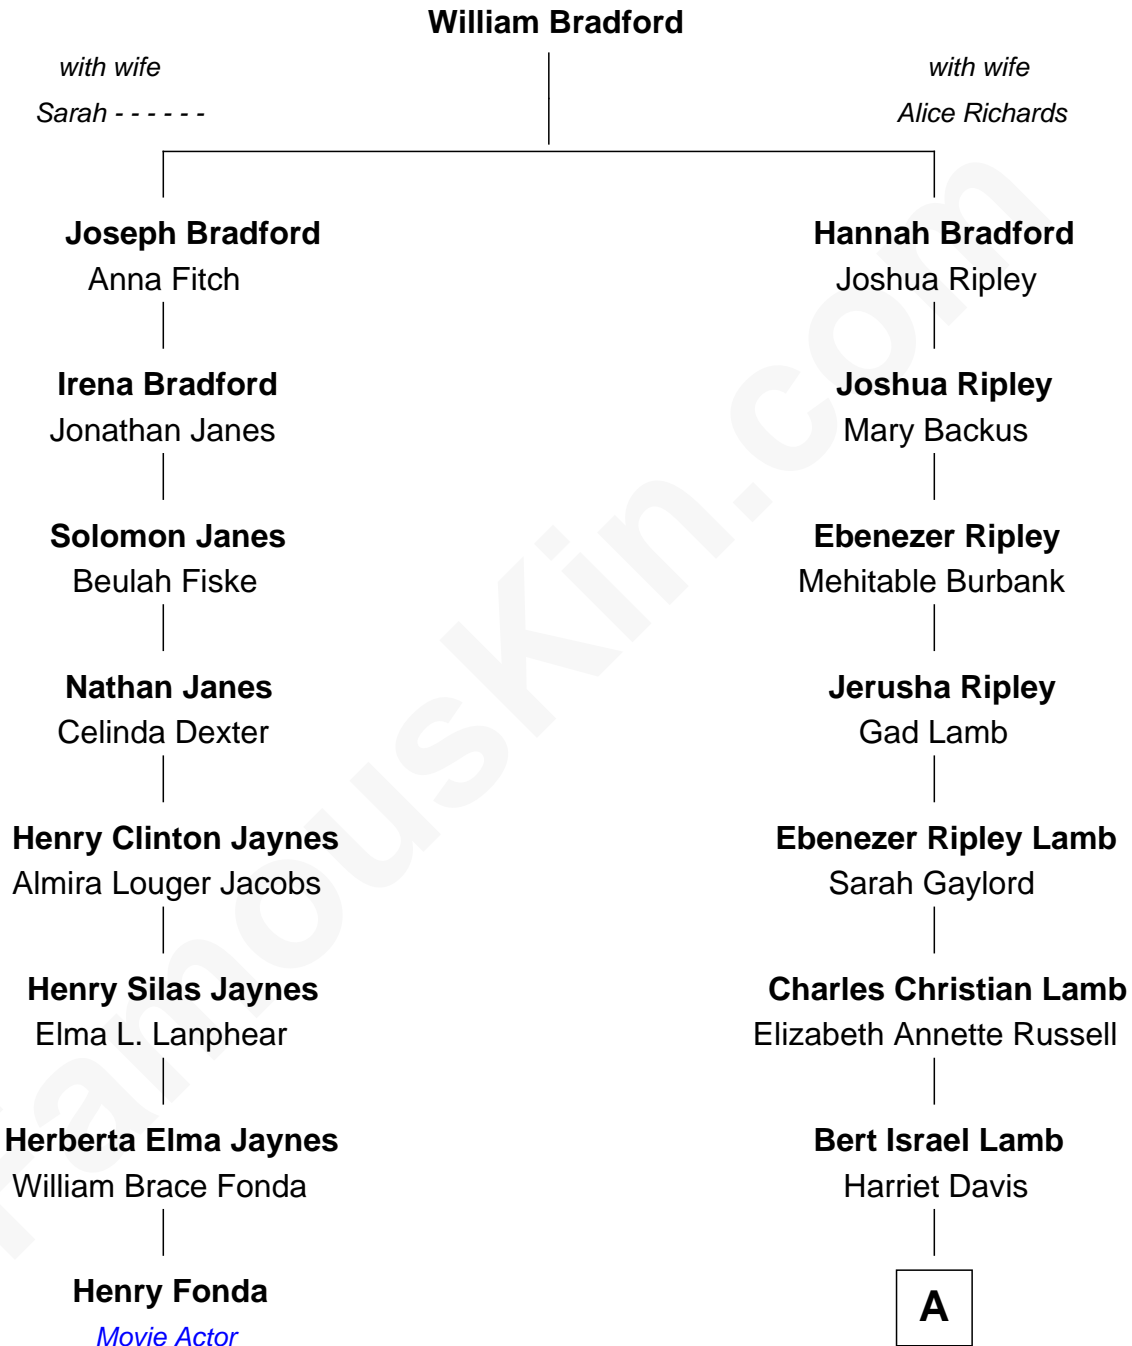 William Bradford
with wife
Sarah - - - - - -
with wife
Alice Richards
Joseph Bradford
Anna Fitch
Hannah Bradford
Joshua Ripley
Irena Bradford
Jonathan Janes
Joshua Ripley
Mary Backus
Solomon Janes
Beulah Fiske
Ebenezer Ripley
Mehitable Burbank
Nathan Janes
Celinda Dexter
Jerusha Ripley
Gad Lamb
Henry Clinton Jaynes
Almira Louger Jacobs
Ebenezer Ripley Lamb
Sarah Gaylord
Henry Silas Jaynes
Elma L. Lanphear
Charles Christian Lamb
Elizabeth Annette Russell
Herberta Elma Jaynes
William Brace Fonda
Bert Israel Lamb
Harriet Davis
Henry Fonda
Movie Actor
A
FamousKin.com